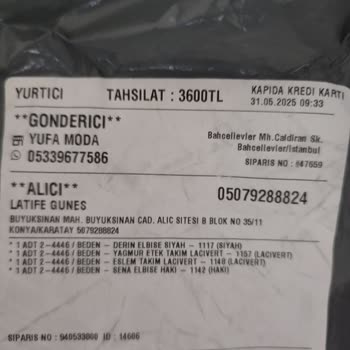 YURTICI TAHSILAT : 3600TL KAPIDA KREDI KARTI
31.05.2025 09:33
**GONDERICI**
YUFA MODA
05339677586
Bahcelievler Mh. Caldiran Sk.
Bahcelievler/Istanbul
SIPARIS NO : 647659
**ALICI** 05079288824
LATIFE GUNES
BUYUKSINAN MAH. BUYUKSINAN CAD. ALIC SITESI B BLOK NO 35/11
KONYA/KARATAY 5079288824
* 1 ADT 2-4446 / BEDEN - DERIN ELBISE SIYAH - 1117 (SIYAH)
* 1 ADT 2-4446 / BEDEN - YAGMUR ETEK TAKIM LACIVERT - 1157 (LACIVERT)
* 1 ADT 2-4446 / BEDEN - ESLEM TAKIM LACIVERT - 1148 (LACIVERT)
* 1 ADT 2-4446 / BEDEN - SENA ELBISE HAKI - 1142 (HAKI)
SIPARIS NO : 940533000 ID : 14606